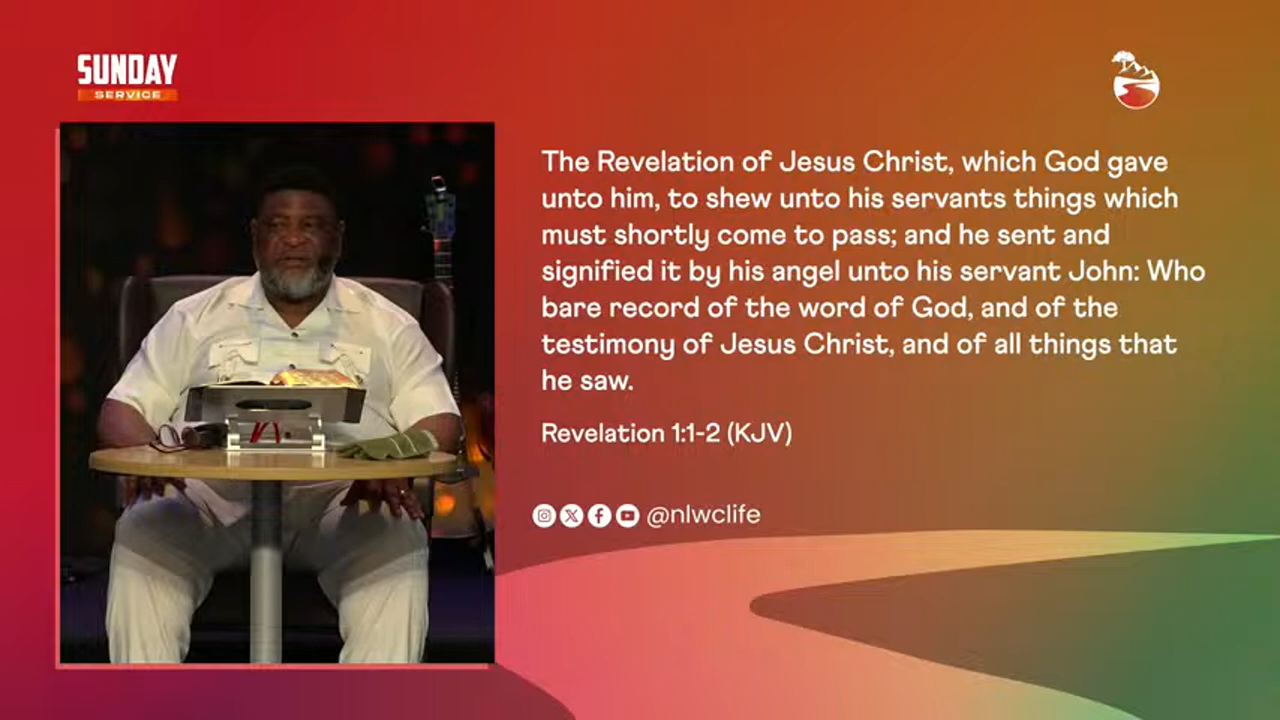 SUNDAY
SERVICE
The Revelation of Jesus Christ, which God gave
unto him, to shew unto his servants things which
must shortly come to pass; and he sent and
signified it by his angel unto his servant John: Who
bare record of the word of God, and of the
testimony of Jesus Christ, and of all things that
he saw.
Revelation 1:1-2 (KJV)
@nlwclife